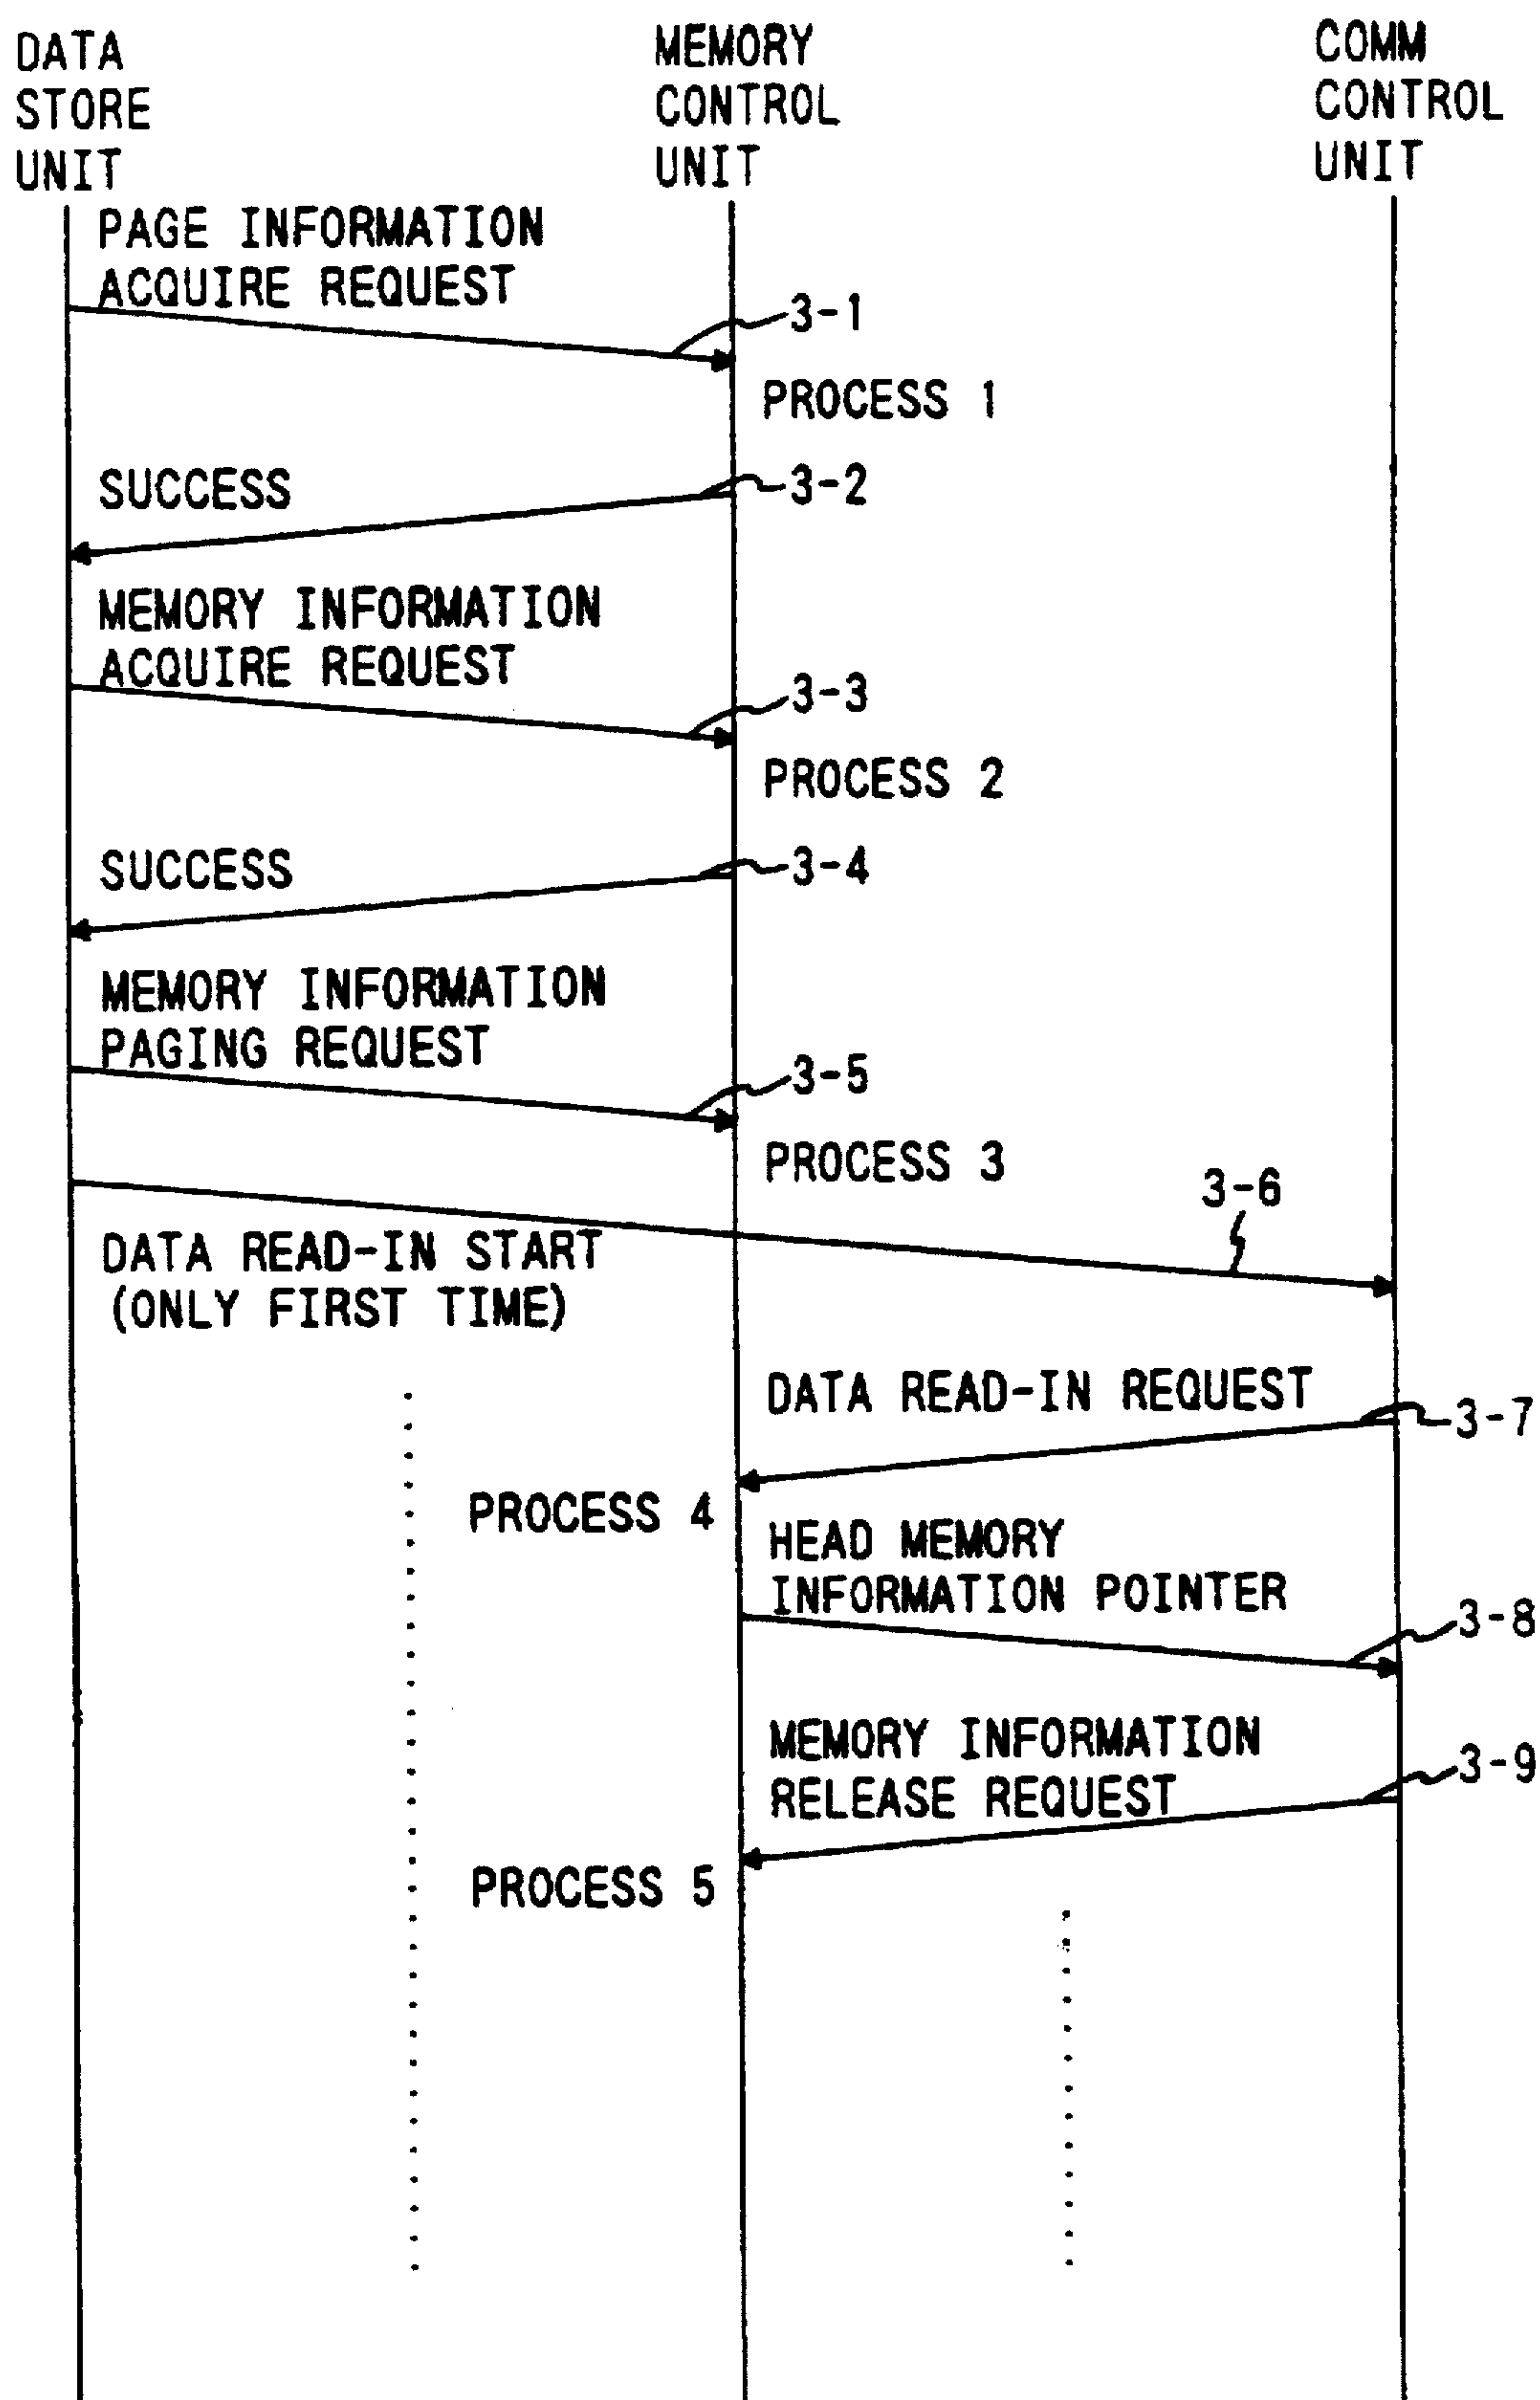 DATA
STORE
UNIT
MEMORY
CONTROL
UNIT
COMM
CONTROL
UNIT
PAGE INFORMATION
ACQUIRE REQUEST
3-1
PROCESS 1
SUCCESS
3-2
MEMORY INFORMATION
ACQUIRE REQUEST
3-3
PROCESS 2
SUCCESS
3-4
MEMORY INFORMATION
PAGING REQUEST
3-5
PROCESS 3
3-6
DATA READ-IN START
(ONLY FIRST TIME)
DATA READ-IN REQUEST
3-7
PROCESS 4
HEAD MEMORY
INFORMATION POINTER
3-8
MEMORY INFORMATION
RELEASE REQUEST
3-9
PROCESS 5